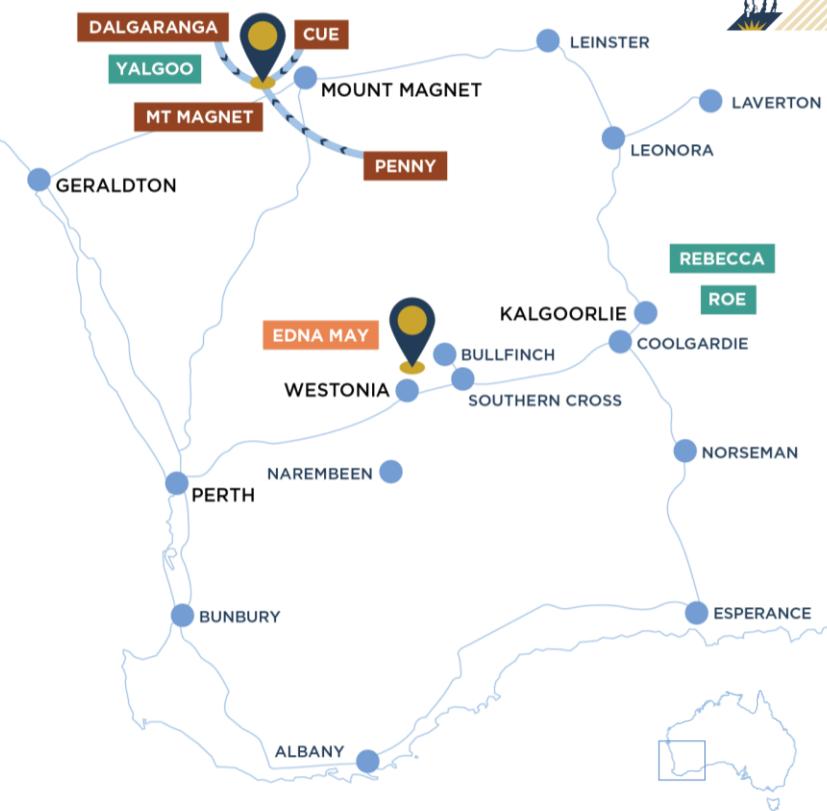 DALGARANGA
CUE
LEINSTER
YALGOO
MOUNT MAGNET
LAVERTON
MT MAGNET
LEONORA
PENNY
GERALDTON
REBECCA
ROE
KALGOORLIE
EDNA MAY
COOLGARDIE
BULLFINCH
WESTONIA
SOUTHERN CROSS
NORSEMAN
NAREMBEEN
PERTH
BUNBURY
ESPERANCE
ALBANY